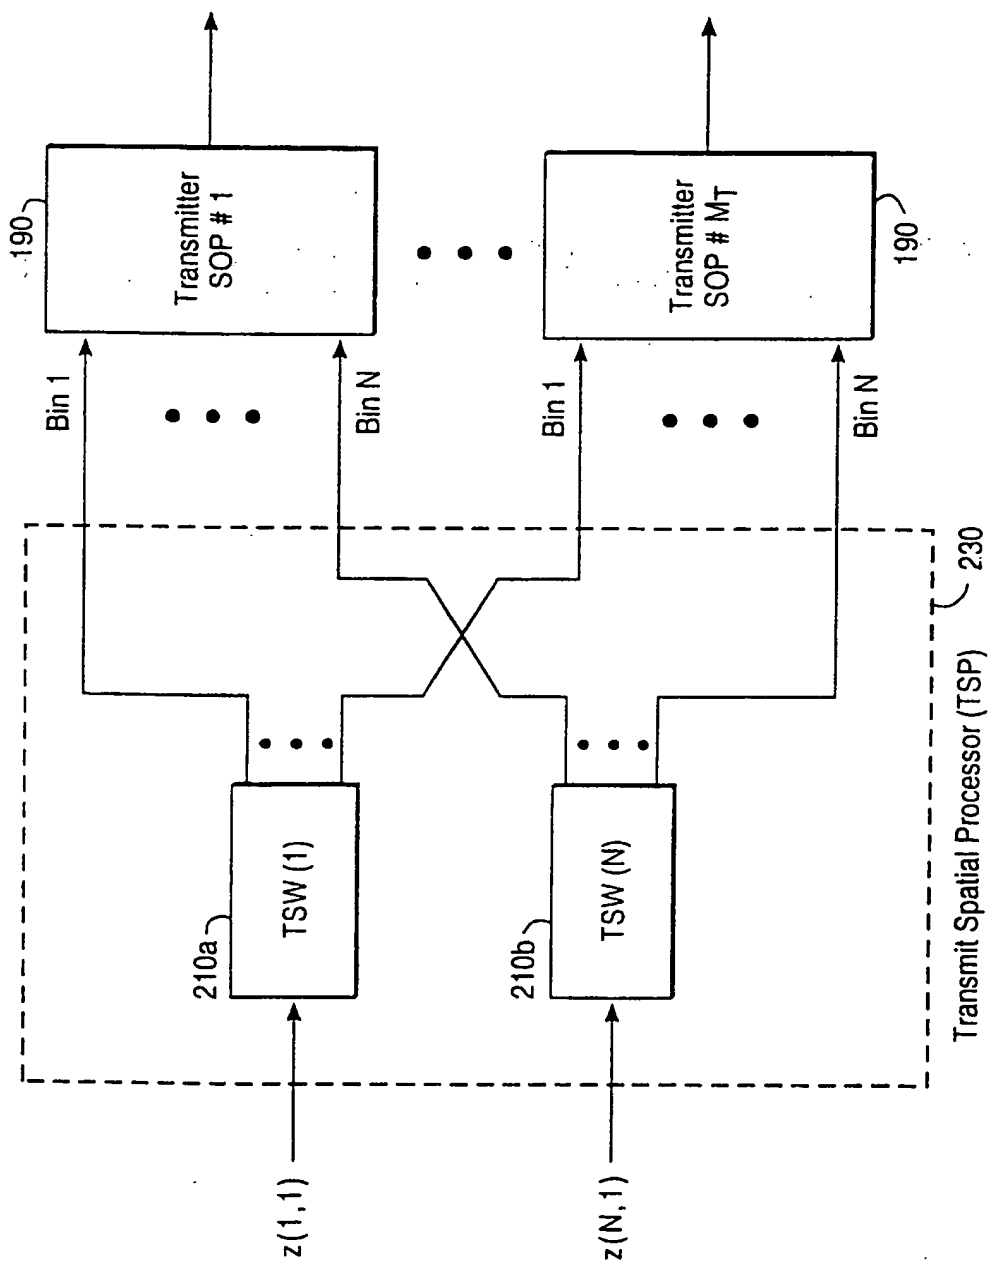 190
Transmitter
SOP # 1
Bin 1
Bin N
Transmitter
SOP # MT
190
Bin 1
Bin N
210a
TSW (1)
z(1,1)
210b
TSW (N)
z(N,1)
230
Transmit Spatial Processor (TSP)